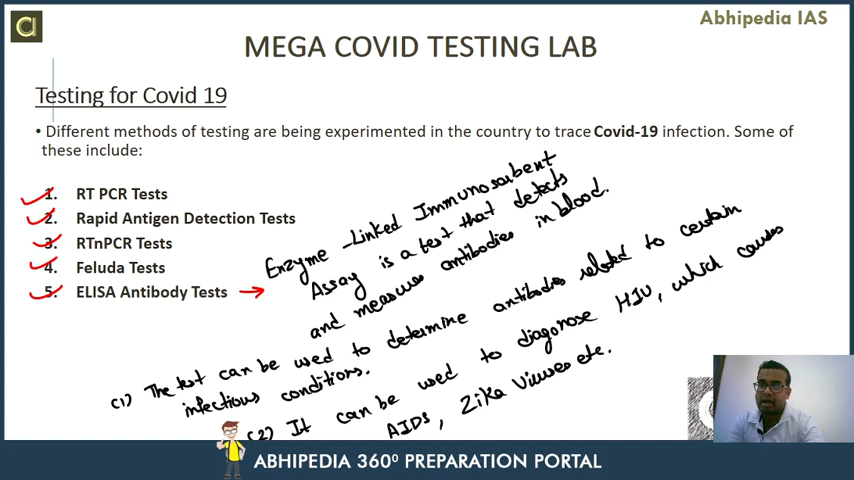 Abhipedia IAS
MEGA COVID TESTING LAB
Testing for Covid 19
• Different methods of testing are being experimented in the country to trace Covid-19 infection. Some of
these include:
1. RT PCR Tests
2. Rapid Antigen Detection Tests
3. RTnPCR Tests
4. Feluda Tests
5. ELISA Antibody Tests →
Enzyme-Linked Immunosorbent
Assay is a test that detects
and measures antibodies in blood.
(1) The test can be used to determine antibodies related to certain
infectious conditions.
(2) It can be used to diagonose HIV, which causes
AIDs, Zika Viruses etc.
ABHIPEDIA 360⁰ PREPARATION PORTAL